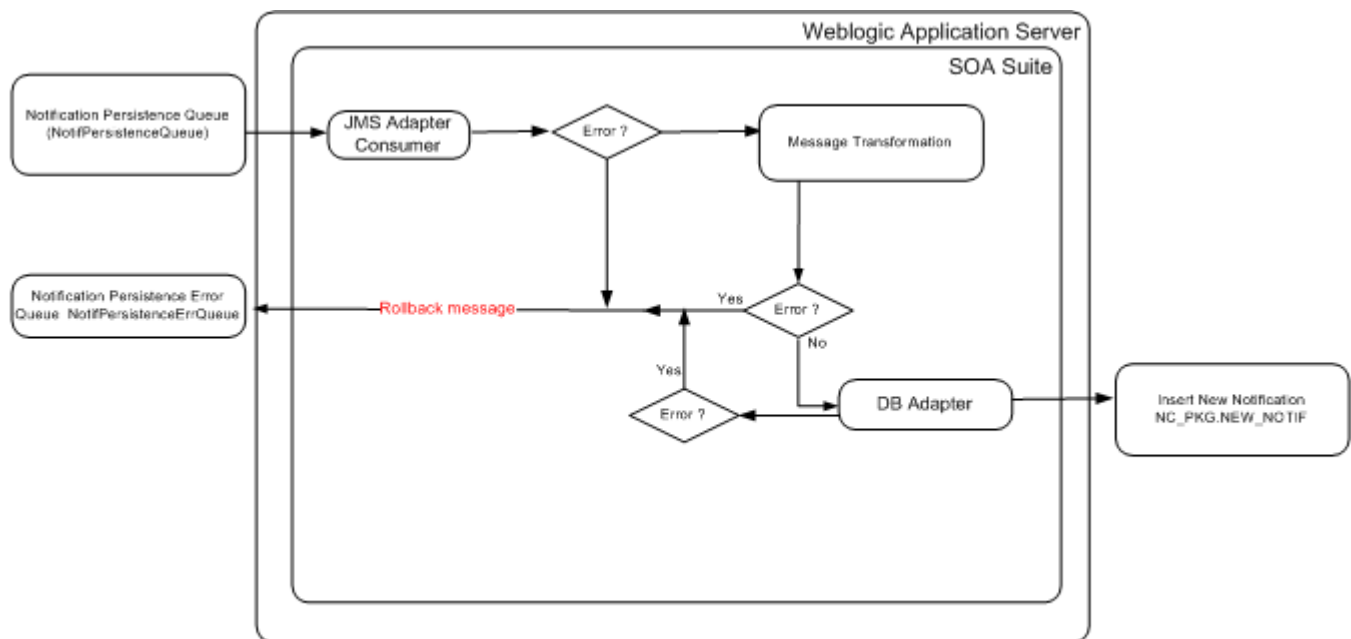 Weblogic Application Server
SOA Suite
Notification Persistence Queue
(NotifPersistenceQueue)
JMS Adapter
Consumer
Error ?
Message Transformation
Notification Persistence Error
Queue NotifPersistenceErrQueue
Rollback message
Yes
Error ?
No
Yes
Error ?
DB Adapter
Insert New Notification
NC_PKG.NEW_NOTIF